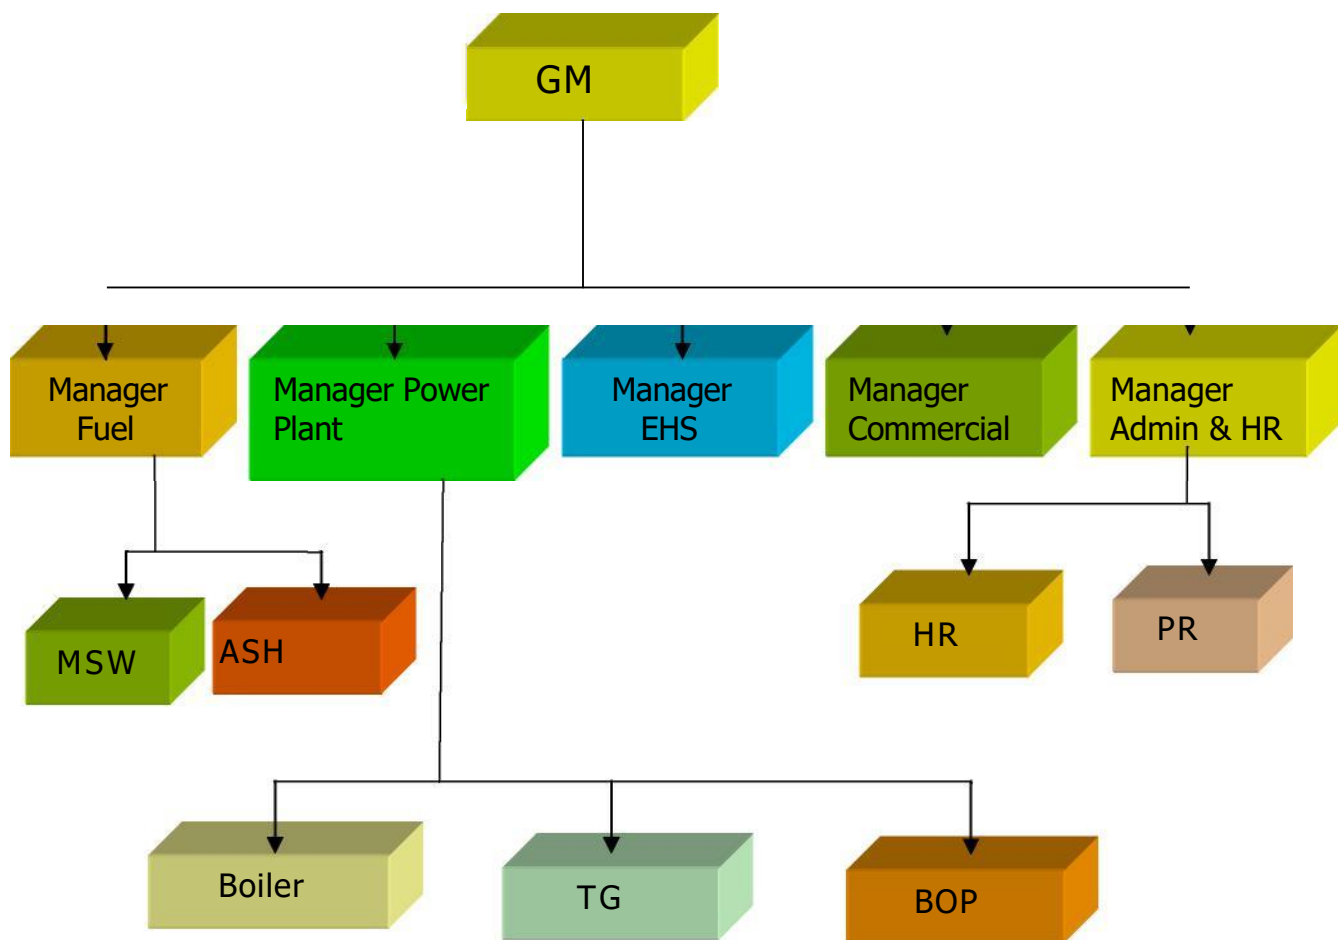 GM
Manager
Fuel
Manager Power
Plant
Manager
EHS
Manager
Commercial
Manager
Admin & HR
MSW
ASH
HR
PR
Boiler
TG
BOP